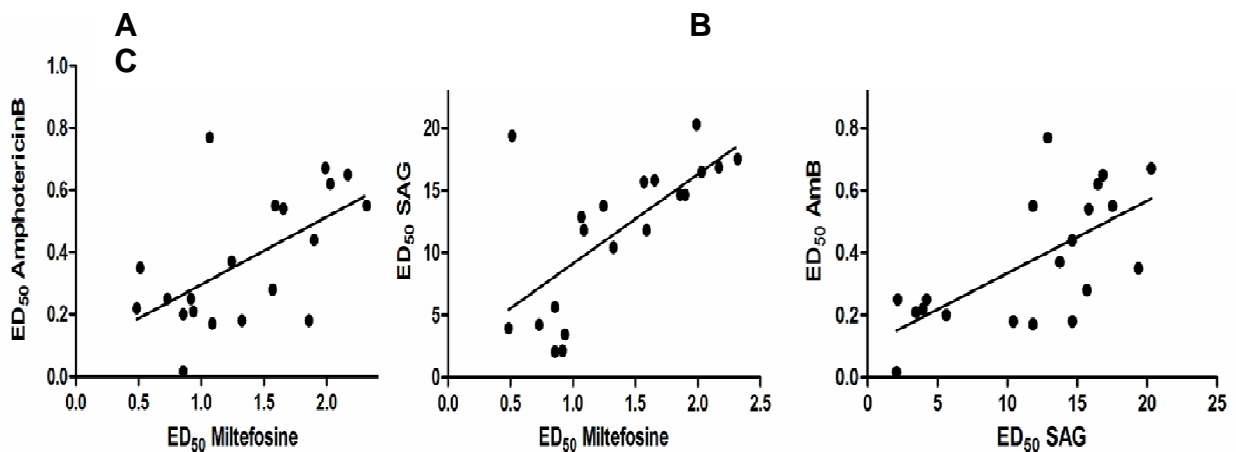 A
B
C
ED50 AmphotericinB
1.0
0.8
0.6
0.4
0.2
0.0
0.0 0.5 1.0 1.5 2.0
ED50 Miltefosine
ED50 SAG
20
15
10
5
0
0.0 0.5 1.0 1.5 2.0 2.5
ED50 Miltefosine
ED50 AmB
0.8
0.6
0.4
0.2
0.0
0 5 10 15 20 25
ED50 SAG